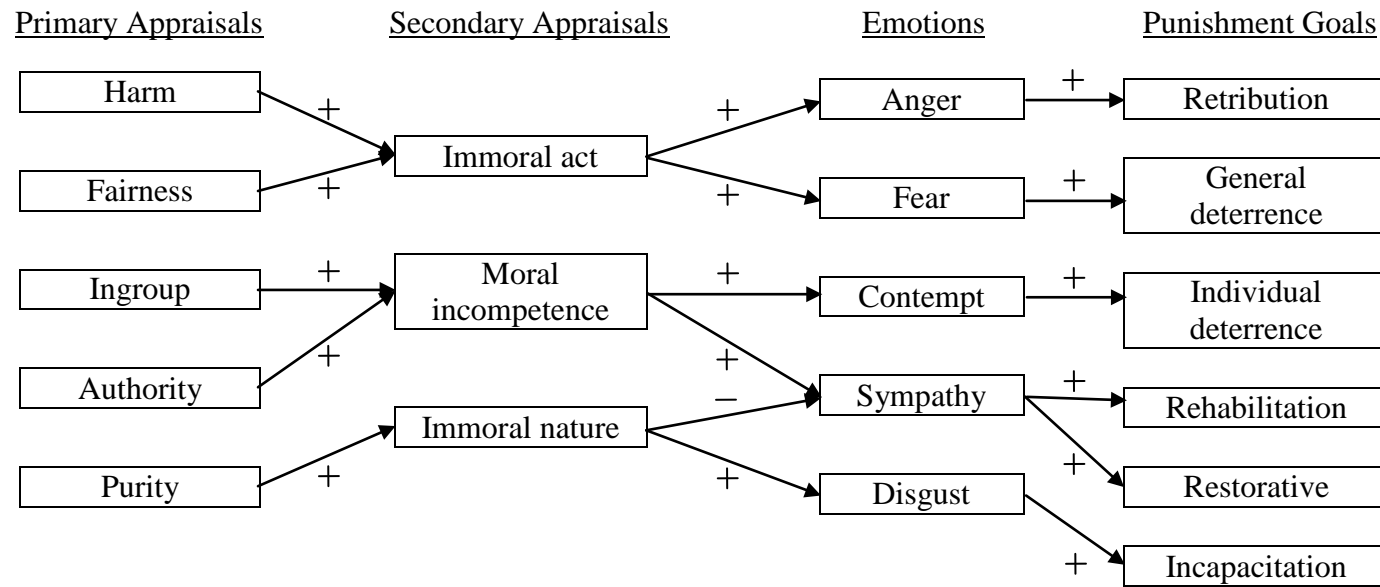 Primary Appraisals
Secondary Appraisals
Emotions
Punishment Goals
Harm
+
Fairness
+
Ingroup
+
Authority
+
Purity
+
Immoral act
+
+
Moral
incompetence
+
+
Immoral nature
−
+
Anger
+
Fear
+
Contempt
+
Sympathy
+
+
Disgust
+
Retribution
General
deterrence
Individual
deterrence
Rehabilitation
Restorative
Incapacitation